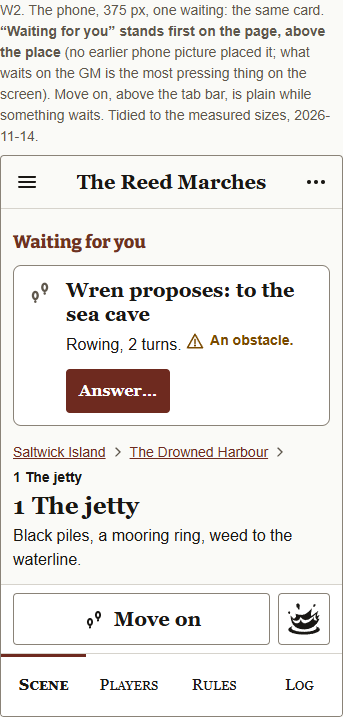 W2. The phone, 375 px, one waiting: the same card.
“Waiting for you” stands first on the page, above
the place (no earlier phone picture placed it; what
waits on the GM is the most pressing thing on the
screen). Move on, above the tab bar, is plain while
something waits. Tidied to the measured sizes, 2026-
11-14.
The Reed Marches
Waiting for you
Wren proposes: to the
sea cave
Rowing, 2 turns. An obstacle.
Answer...
Saltwick Island > The Drowned Harbour >
1 The jetty
1 The jetty
Black piles, a mooring ring, weed to the
waterline.
Move on
Scene Players Rules Log